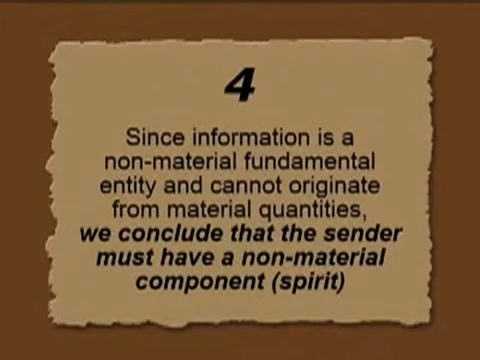 4
Since information is a
non-material fundamental
entity and cannot originate
from material quantities,
we conclude that the sender
must have a non-material
component (spirit)